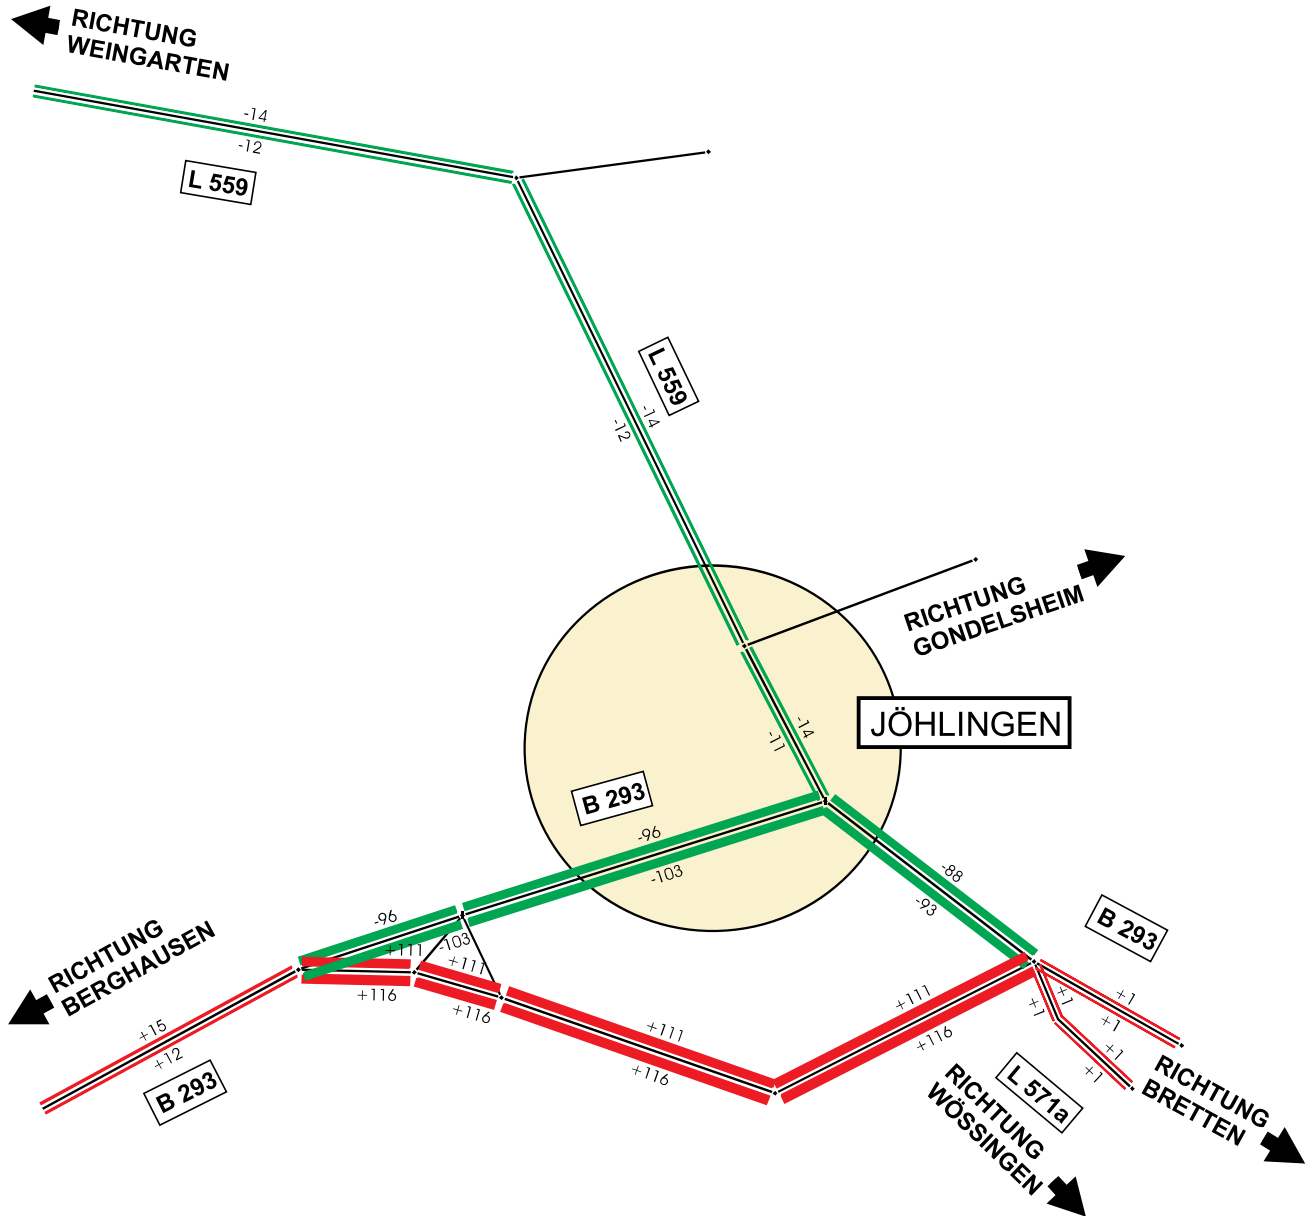 RICHTUNG
WEINGARTEN
-14
-12
L 559
L 559
-14
-12
RICHTUNG
GONDELSHEIM
JÖHLINGEN
-14
-11
B 293
-96
-103
-88
-93
-96
-103
+111
+111
+116
+116
B 293
RICHTUNG
BERGHAUSEN
+15
+12
B 293
+111
+116
+111
+116
+1
+1
+1
+1
+1
+1
L 571a
RICHTUNG
WÖSSINGEN
RICHTUNG
BRETTEN